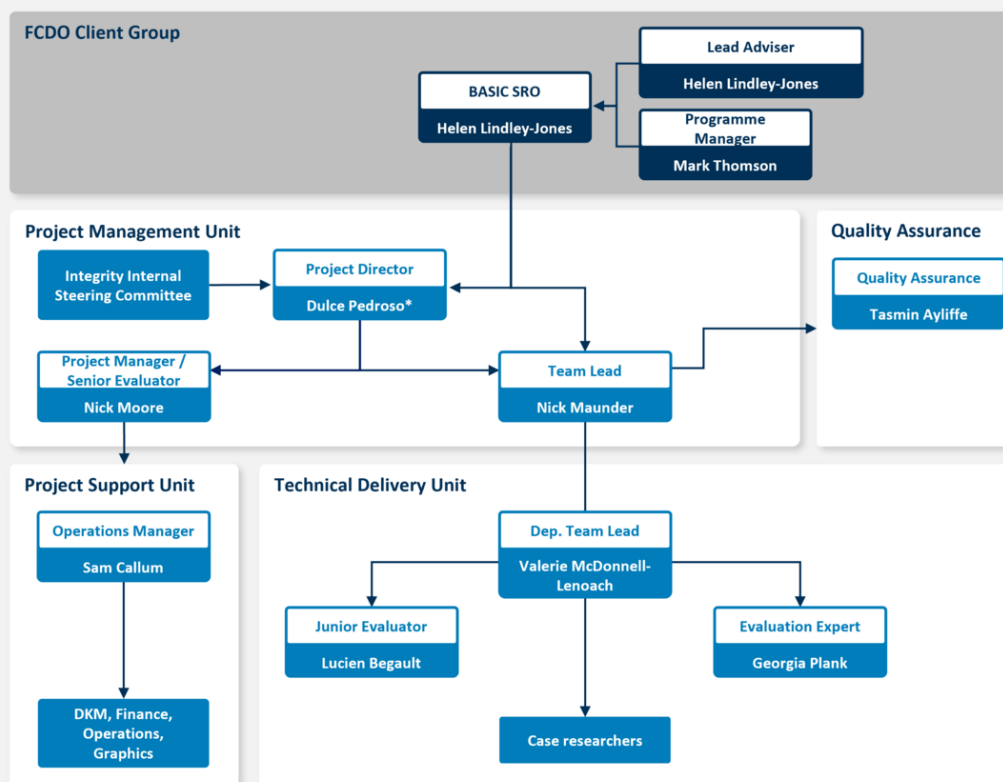 FCDO Client Group
Lead Adviser
Helen Lindley-Jones
BASIC SRO
Helen Lindley-Jones
Programme
Manager
Mark Thomson
Project Management Unit
Integrity Internal
Steering Committee
Project Director
Dulce Pedroso*
Project Manager /
Senior Evaluator
Nick Moore
Team Lead
Nick Maunder
Quality Assurance
Quality Assurance
Tasmin Ayliffe
Project Support Unit
Operations Manager
Sam Callum
DKM, Finance,
Operations,
Graphics
Technical Delivery Unit
Dep. Team Lead
Valerie McDonnell-
Lenoach
Junior Evaluator
Lucien Begault
Evaluation Expert
Georgia Plank
Case researchers